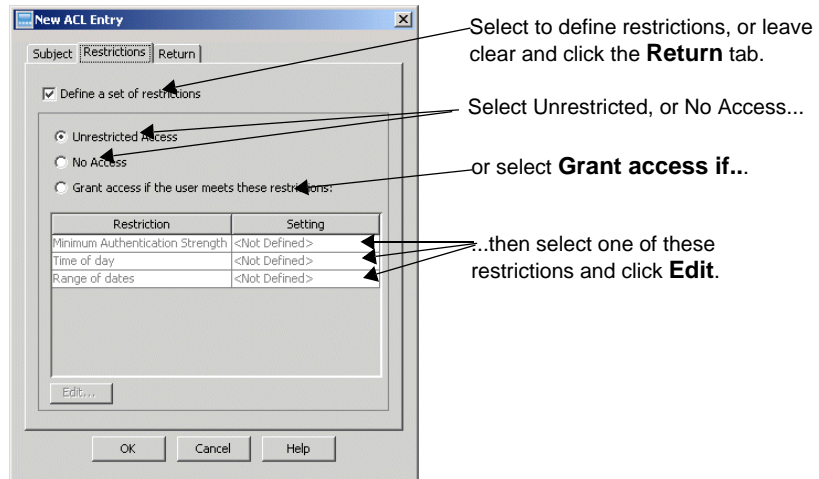 New ACL Entry
Subject Restrictions Return
Define a set of restrictions
Unrestricted Access
No Access
Grant access if the user meets these restrictions:
Restriction Setting
Minimum Authentication Strength <Not Defined>
Time of day <Not Defined>
Range of dates <Not Defined>
Edit...
OK Cancel Help
Select to define restrictions, or leave
clear and click the Return tab.
Select Unrestricted, or No Access...
or select Grant access if....
...then select one of these
restrictions and click Edit.